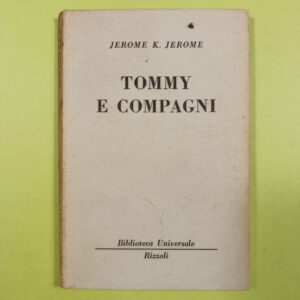 JEROME K. JEROME
TOMMY
E COMPAGNI
Biblioteca Universale
Rizzoli